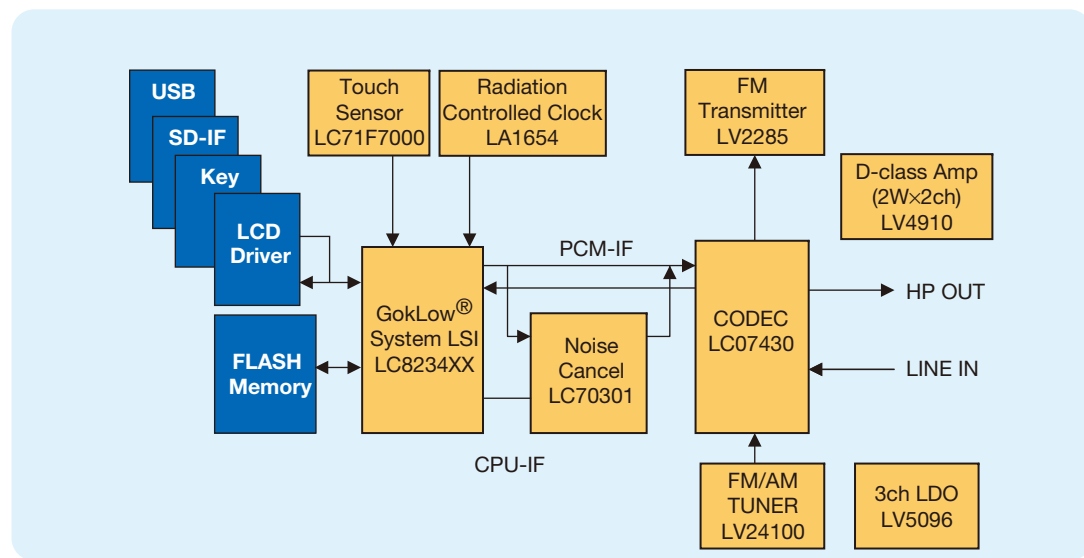 USB
SD-IF
Key
LCD
Driver
FLASH
Memory
Touch
Sensor
LC71F7000
Radiation
Controlled Clock
LA1654
FM
Transmitter
LV2285
D-class Amp
(2W×2ch)
LV4910
PCM-IF
GokLow®
System LSI
LC8234XX
Noise
Cancel
LC70301
CODEC
LC07430
HP OUT
LINE IN
CPU-IF
FM/AM
TUNER
LV24100
3ch LDO
LV5096